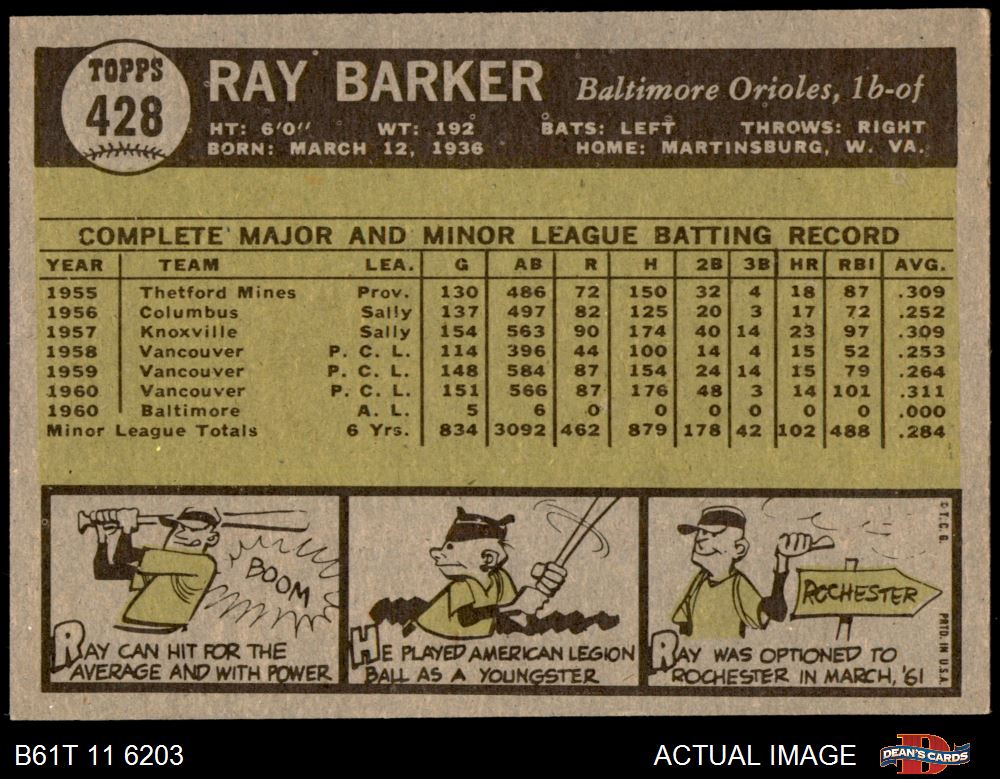 TOPPS
428
RAY BARKER Baltimore Orioles, 1b-of
HT: 6'0" WT: 192 BATS: LEFT THROWS: RIGHT
BORN: MARCH 12, 1936 HOME: MARTINSBURG, W. VA.
COMPLETE MAJOR AND MINOR LEAGUE BATTING RECORD
YEAR TEAM LEA. G AB R H 2B 3B HR RBI AVG.
1955 Thetford Mines Prov. 130 486 72 150 32 4 18 87 .309
1956 Columbus Sally 137 497 82 125 20 3 17 72 .252
1957 Knoxville Sally 154 563 90 174 40 14 23 97 .309
1958 Vancouver P. C. L. 114 396 44 100 14 4 15 52 .253
1959 Vancouver P. C. L. 148 584 87 154 24 14 15 79 .264
1960 Vancouver P. C. L. 151 566 87 176 48 3 14 101 .311
1960 Baltimore A. L. 5 6 0 0 0 0 0 0 .000
Minor League Totals 6 Yrs. 834 3092 462 879 178 42 102 488 .284
BOOM
RAY CAN HIT FOR THE
AVERAGE AND WITH POWER
HE PLAYED AMERICAN LEGION
BALL AS A YOUNGSTER
ROCHESTER
RAY WAS OPTIONED TO
ROCHESTER IN MARCH, '61
© T. C. G. PRTD. IN U.S.A.
B61T 11 6203 ACTUAL IMAGE DEAN'S CARDS